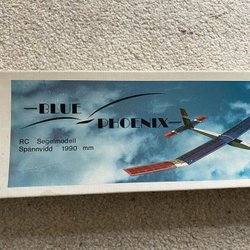 BLUE
PHOENIX
RC Segelmodell
Spannvidd 1990 mm